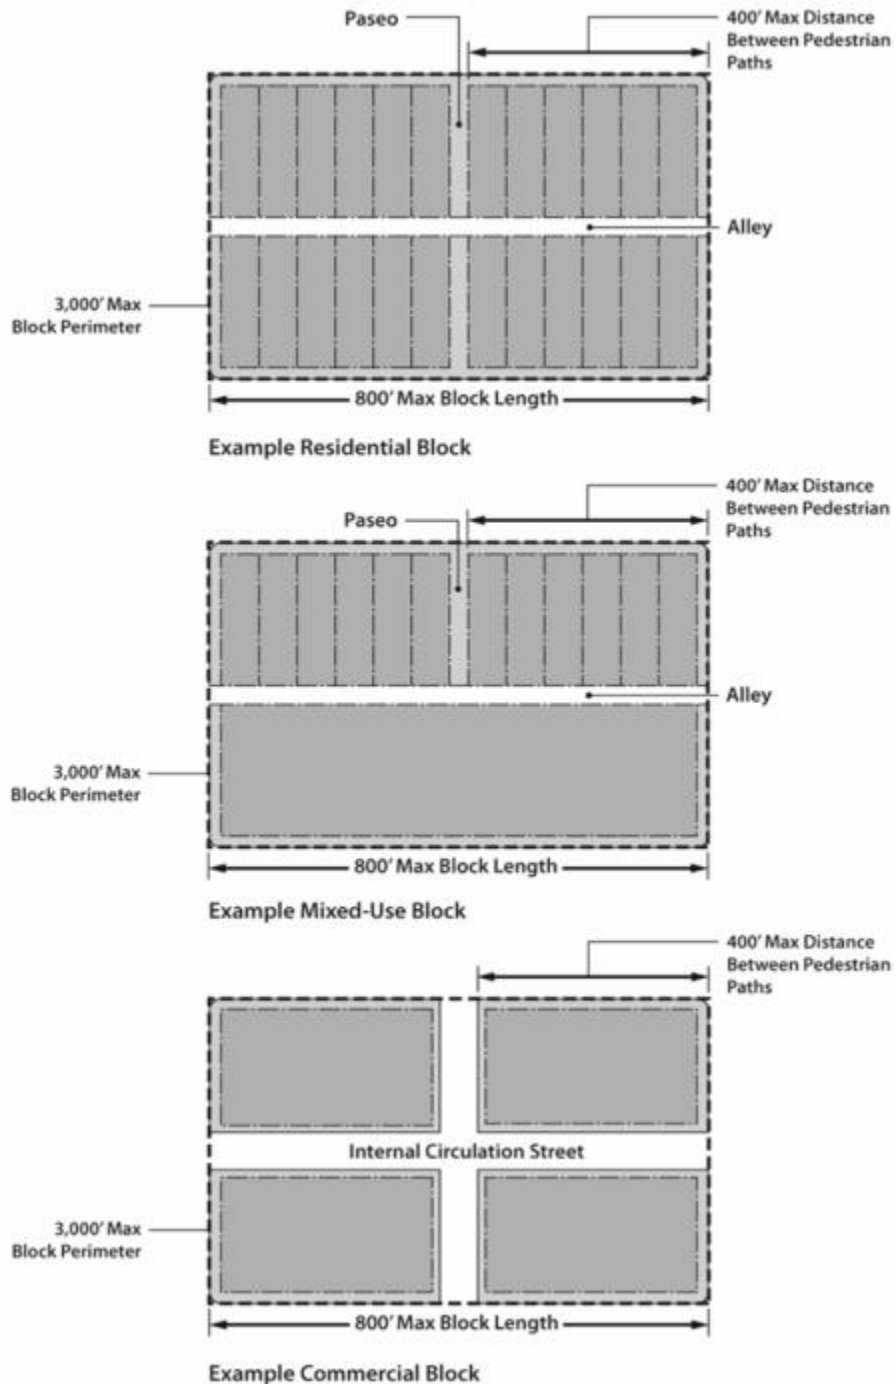 Paseo
400' Max Distance
Between Pedestrian
Paths
Alley
3,000' Max
Block Perimeter
800' Max Block Length
Example Residential Block
Paseo
400' Max Distance
Between Pedestrian
Paths
Alley
3,000' Max
Block Perimeter
800' Max Block Length
Example Mixed-Use Block
400' Max Distance
Between Pedestrian
Paths
Internal Circulation Street
3,000' Max
Block Perimeter
800' Max Block Length
Example Commercial Block